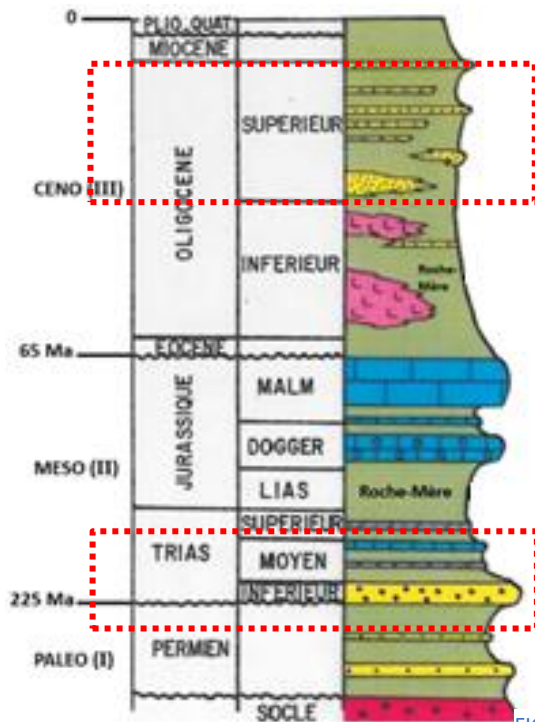 0
PLIO. QUAT
MIOCENE
SUPERIEUR
CENO (III)
OLIGOCENE
INFERIEUR
Roche-
Mère
EOCENE
65 Ma
MALM
JURASSIQUE
DOGGER
MESO (II)
LIAS
Roche-Mère
SUPERIEUR
TRIAS
MOYEN
INFERIEUR
225 Ma
PERMIEN
PALEO (I)
SOCLE